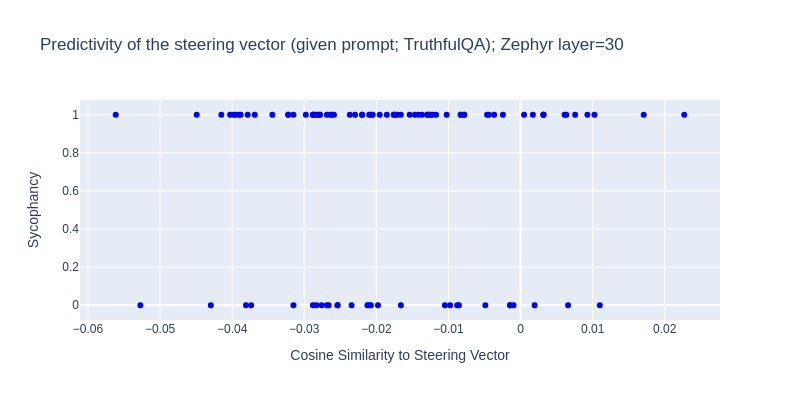 Predictivity of the steering vector (given prompt; TruthfulQA); Zephyr layer=30
1
0.8
0.6
0.4
0.2
0
Sycophancy
−0.06 −0.05 −0.04 −0.03 −0.02 −0.01 0 0.01 0.02
Cosine Similarity to Steering Vector